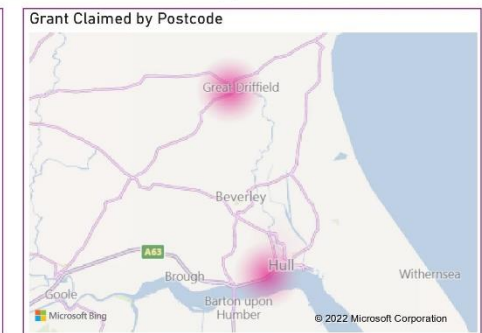 Grant Claimed by Postcode
Great Driffield
Beverley
A63
Hull
Brough
Withernsea
Goole
Barton upon
Humber
Microsoft Bing
© 2022 Microsoft Corporation